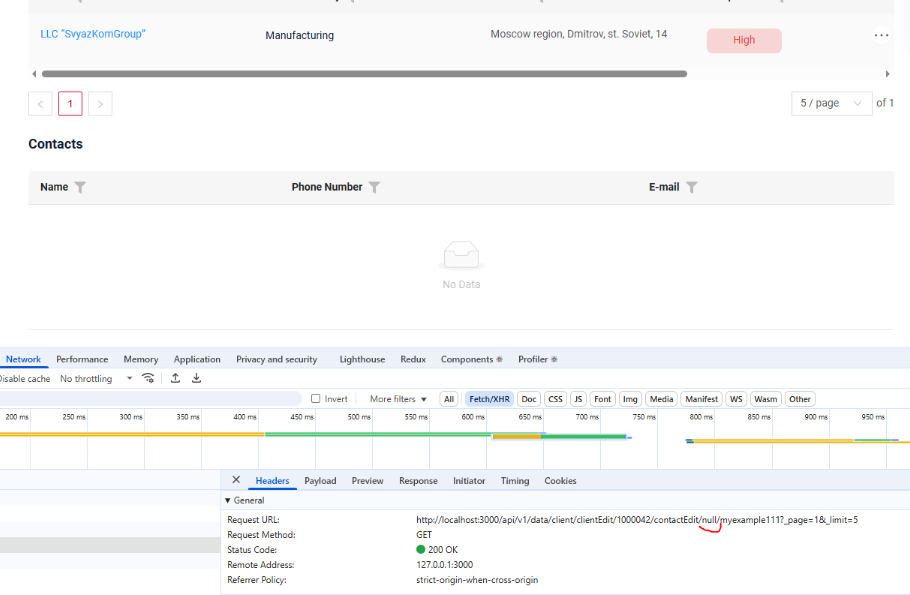 LLC "SvyazKomGroup"
Manufacturing
Moscow region, Dmitrov, st. Soviet, 14
High
1
5 / page
of 1
Contacts
Name
Phone Number
E-mail
No Data
Network Performance Memory Application Privacy and security Lighthouse Redux Components Profiler
Disable cache No throttling
Invert More filters All Fetch/XHR Doc CSS JS Font Img Media Manifest WS Wasm Other
200 ms 250 ms 300 ms 350 ms 400 ms 450 ms 500 ms 550 ms 600 ms 650 ms 700 ms 750 ms 800 ms 850 ms 900 ms 950 ms
Headers Payload Preview Response Initiator Timing Cookies
General
Request URL: http://localhost:3000/api/v1/data/client/clientEdit/1000042/contactEdit/null/myexample111?_page=1&_limit=5
Request Method: GET
Status Code: 200 OK
Remote Address: 127.0.0.1:3000
Referrer Policy: strict-origin-when-cross-origin